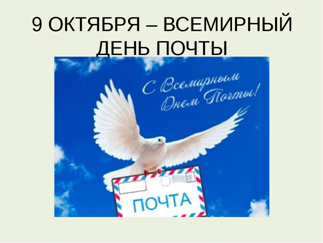 9 ОКТЯБРЯ – ВСЕМИРНЫЙ
ДЕНЬ ПОЧТЫ
С Всемирным
Днем Почты!
ПОЧТА